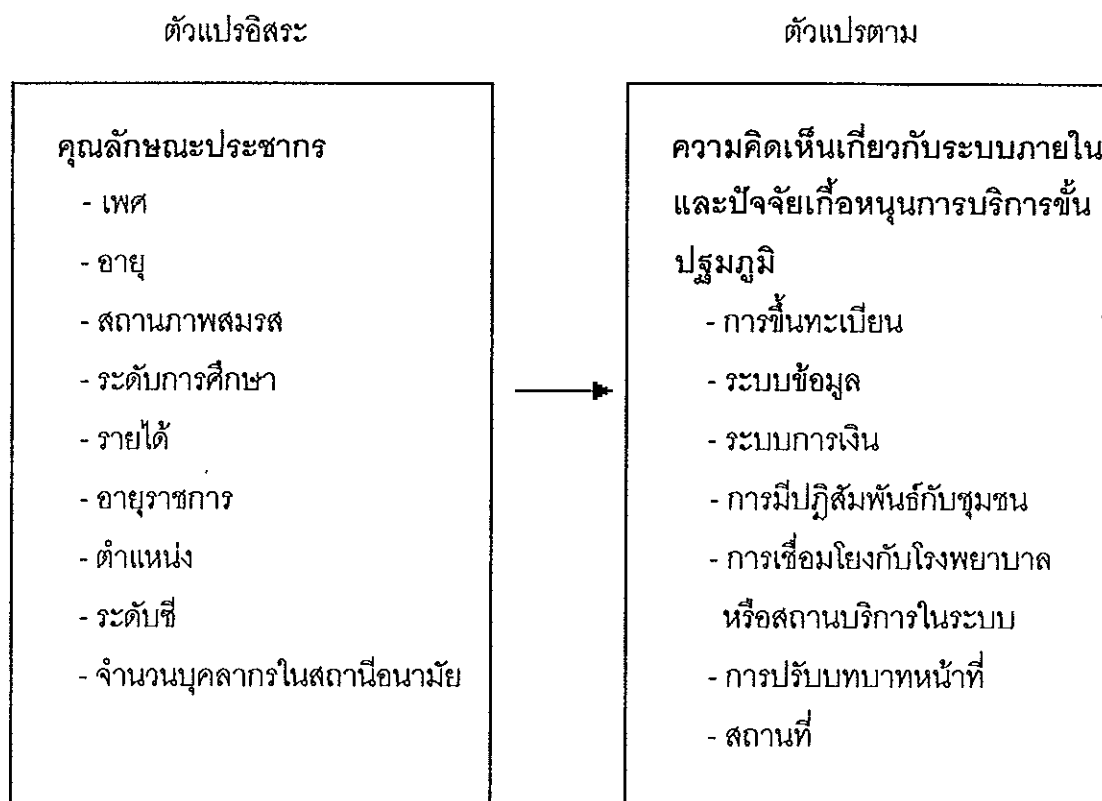 ตัวแปรอิสระ
คุณลักษณะประชากร
- เพศ
- อายุ
- สถานภาพสมรส
- ระดับการศึกษา
- รายได้
- อายุราชการ
- ตำแหน่ง
- ระดับซี
- จำนวนบุคลากรในสถานีอนามัย
ตัวแปรตาม
ความคิดเห็นเกี่ยวกับระบบภายใน
และปัจจัยเกื้อหนุนการบริการขั้น
ปฐมภูมิ
- การขึ้นทะเบียน
- ระบบข้อมูล
- ระบบการเงิน
- การมีปฏิสัมพันธ์กับชุมชน
- การเชื่อมโยงกับโรงพยาบาล
หรือสถานบริการในระบบ
- การปรับบทบาทหน้าที่
- สถานที่